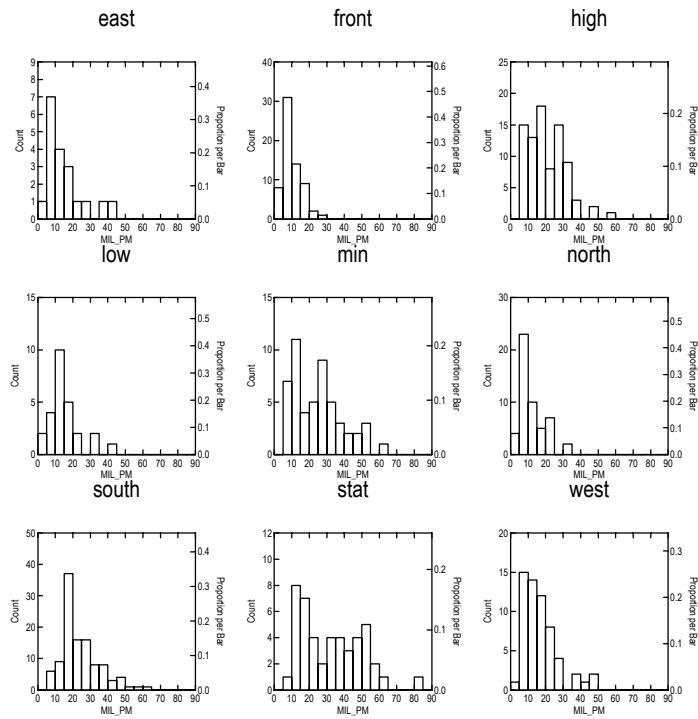 east front high
9 8 7 6 5 4 3 2 1 0
Count
0.4 0.3 0.2 0.1 0.0
Proportion per Bar
0 10 20 30 40 50 60 70 80 90
MIL_PM
40 30 20 10 0
Count
0.6 0.5 0.4 0.3 0.2 0.1 0.0
Proportion per Bar
0 10 20 30 40 50 60 70 80 90
MIL_PM
25 20 15 10 5 0
Count
0.2 0.1 0.0
Proportion per Bar
0 10 20 30 40 50 60 70 80 90
MIL_PM
low min north
15 10 5 0
Count
0.5 0.4 0.3 0.2 0.1 0.0
Proportion per Bar
0 10 20 30 40 50 60 70 80 90
MIL_PM
15 10 5 0
Count
0.2 0.1 0.0
Proportion per Bar
0 10 20 30 40 50 60 70 80 90
MIL_PM
30 20 10 0
Count
0.5 0.4 0.3 0.2 0.1 0.0
Proportion per Bar
0 10 20 30 40 50 60 70 80 90
MIL_PM
south stat west
50 40 30 20 10 0
Count
0.4 0.3 0.2 0.1 0.0
Proportion per Bar
0 10 20 30 40 50 60 70 80 90
MIL_PM
12 10 8 6 4 2 0
Count
0.2 0.1 0.0
Proportion per Bar
0 10 20 30 40 50 60 70 80 90
MIL_PM
20 15 10 5 0
Count
0.3 0.2 0.1 0.0
Proportion per Bar
0 10 20 30 40 50 60 70 80 90
MIL_PM